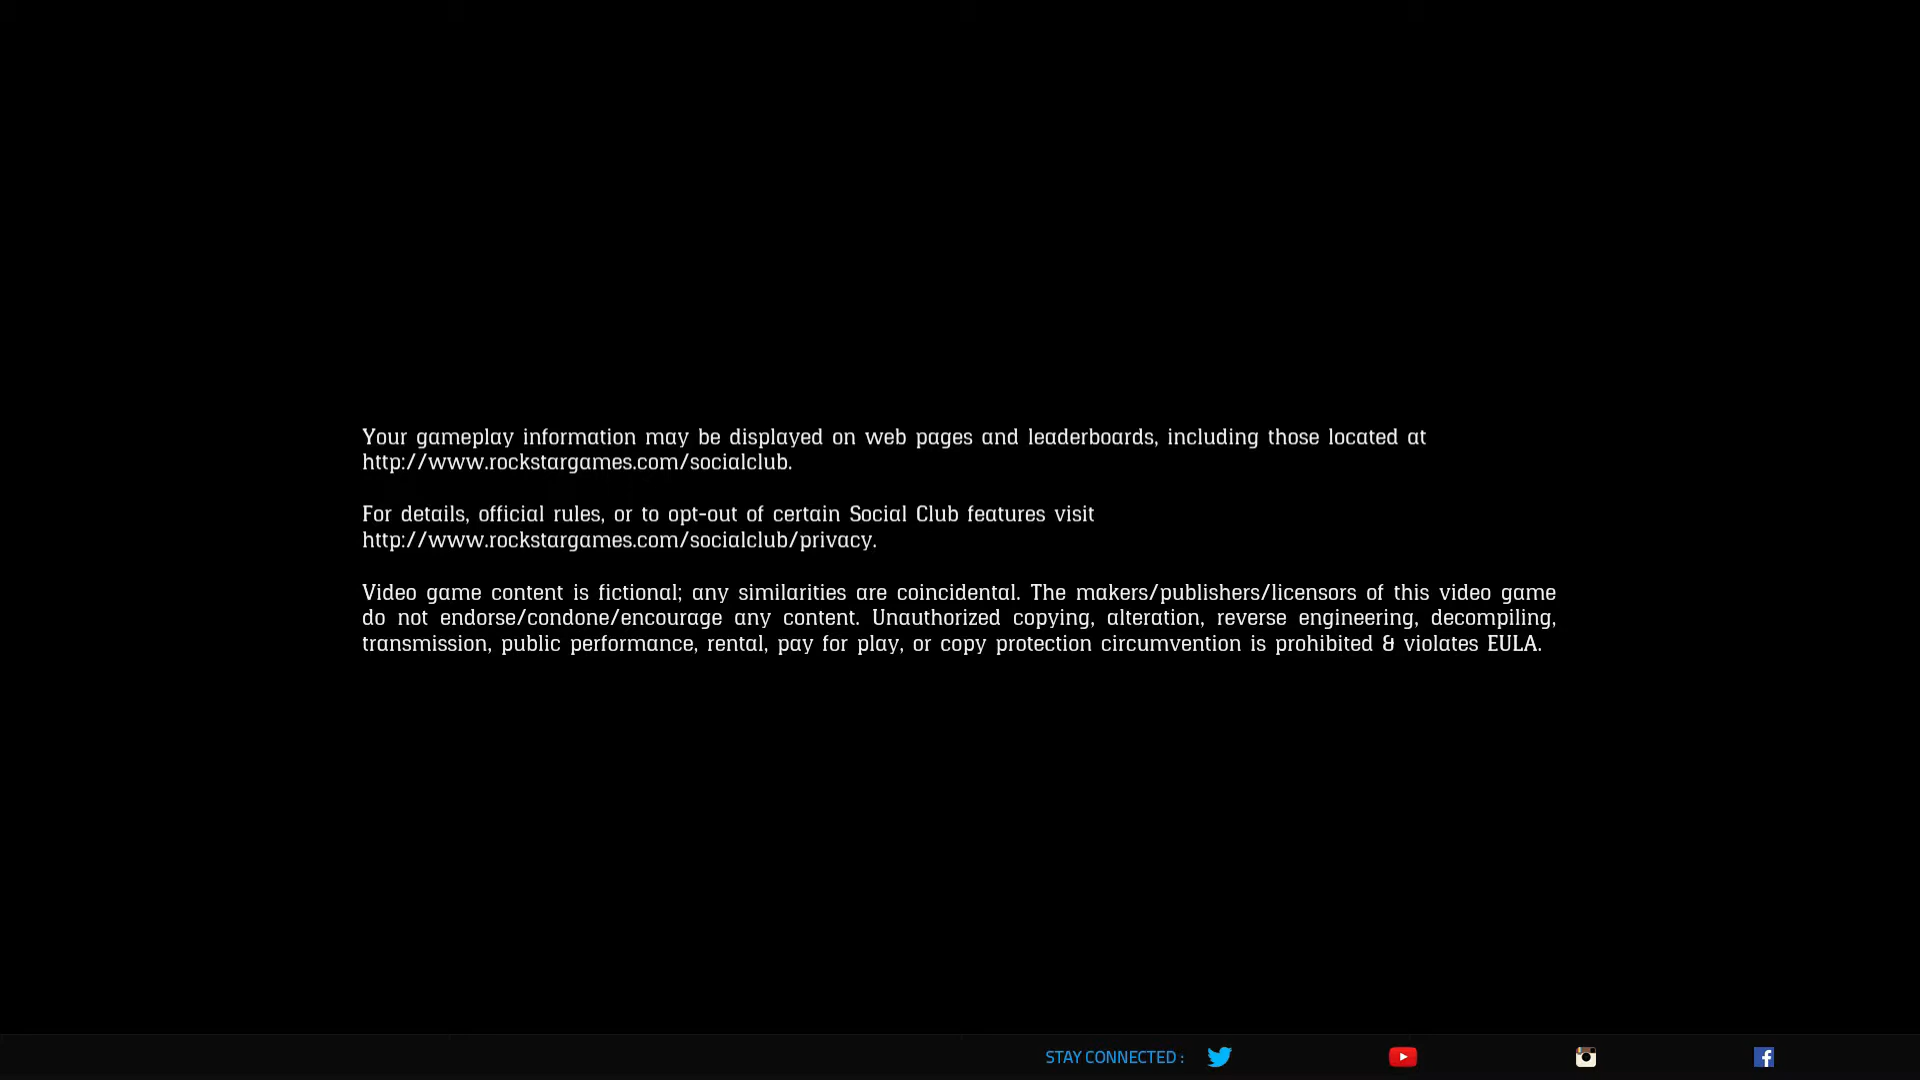 Your gameplay information may be displayed on web pages and leaderboards, including those located at
http://www.rockstargames.com/socialclub.
For details, official rules, or to opt-out of certain Social Club features visit
http://www.rockstargames.com/socialclub/privacy.
Video game content is fictional; any similarities are coincidental. The makers/publishers/licensors of this video game
do not endorse/condone/encourage any content. Unauthorized copying, alteration, reverse engineering, decompiling,
transmission, public performance, rental, pay for play, or copy protection circumvention is prohibited & violates EULA.
STAY CONNECTED :